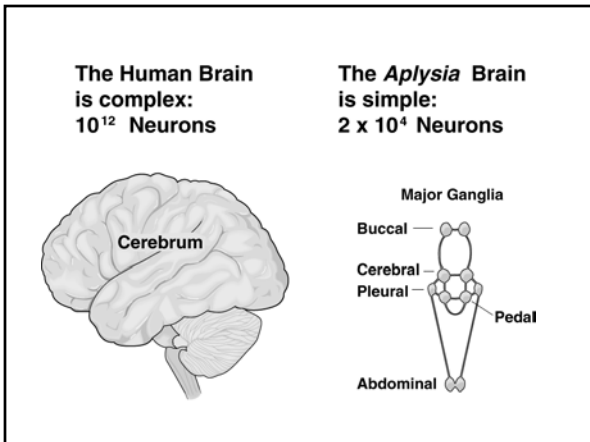 The Human Brain
is complex:
10¹² Neurons
The Aplysia Brain
is simple:
2 x 10⁴ Neurons
Cerebrum
Major Ganglia
Buccal
Cerebral
Pleural
Pedal
Abdominal